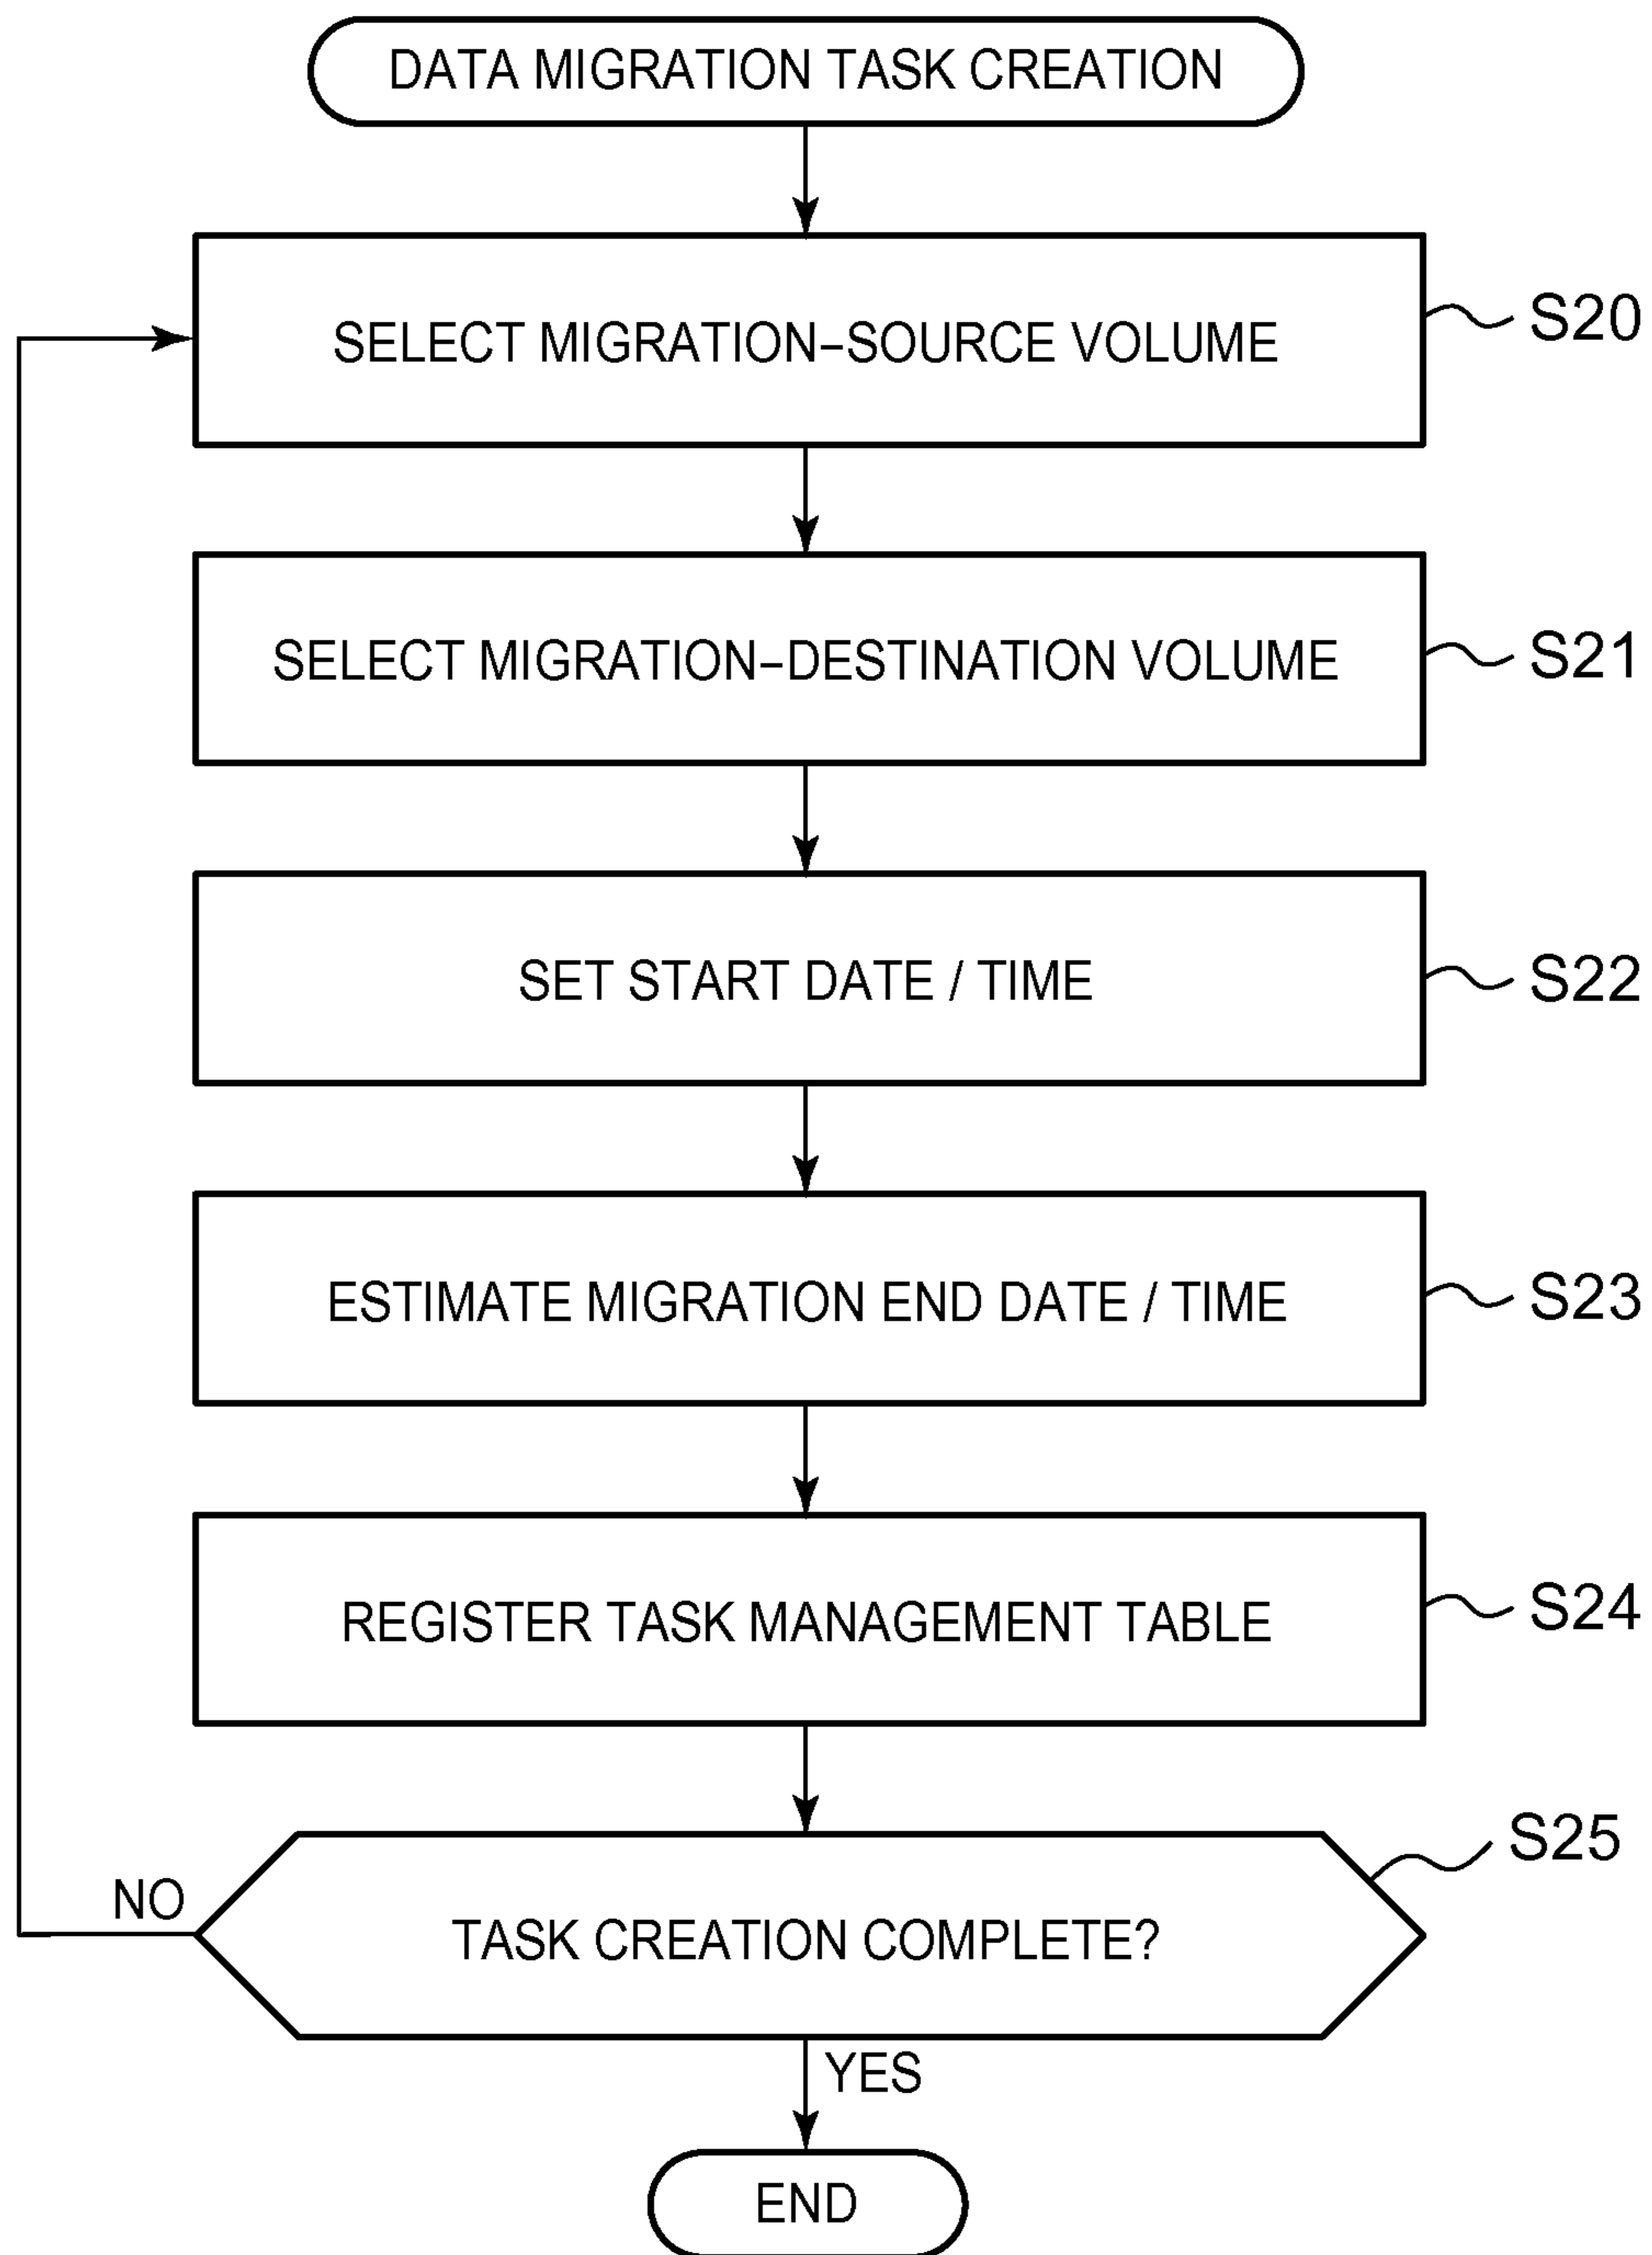 DATA MIGRATION TASK CREATION
SELECT MIGRATION–SOURCE VOLUME
S20
SELECT MIGRATION–DESTINATION VOLUME
S21
SET START DATE / TIME
S22
ESTIMATE MIGRATION END DATE / TIME
S23
REGISTER TASK MANAGEMENT TABLE
S24
S25
NO
TASK CREATION COMPLETE?
YES
END